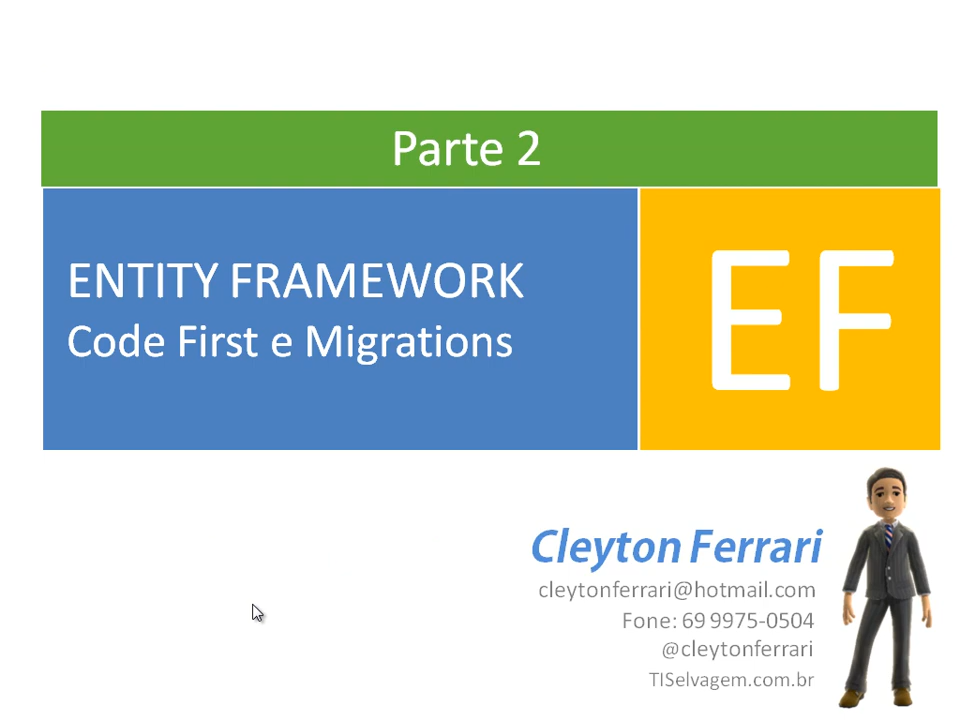 Parte 2
ENTITY FRAMEWORK
Code First e Migrations
EF
Cleyton Ferrari
cleytonferrari@hotmail.com
Fone: 69 9975-0504
@cleytonferrari
TISelvagem.com.br